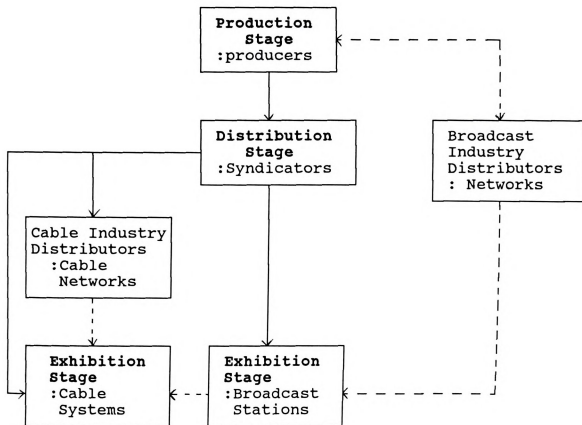 Production
Stage
:producers
Distribution
Stage
:Syndicators
Broadcast
Industry
Distributors
: Networks
Cable Industry
Distributors
:Cable
Networks
Exhibition
Stage
:Cable
Systems
Exhibition
Stage
:Broadcast
Stations